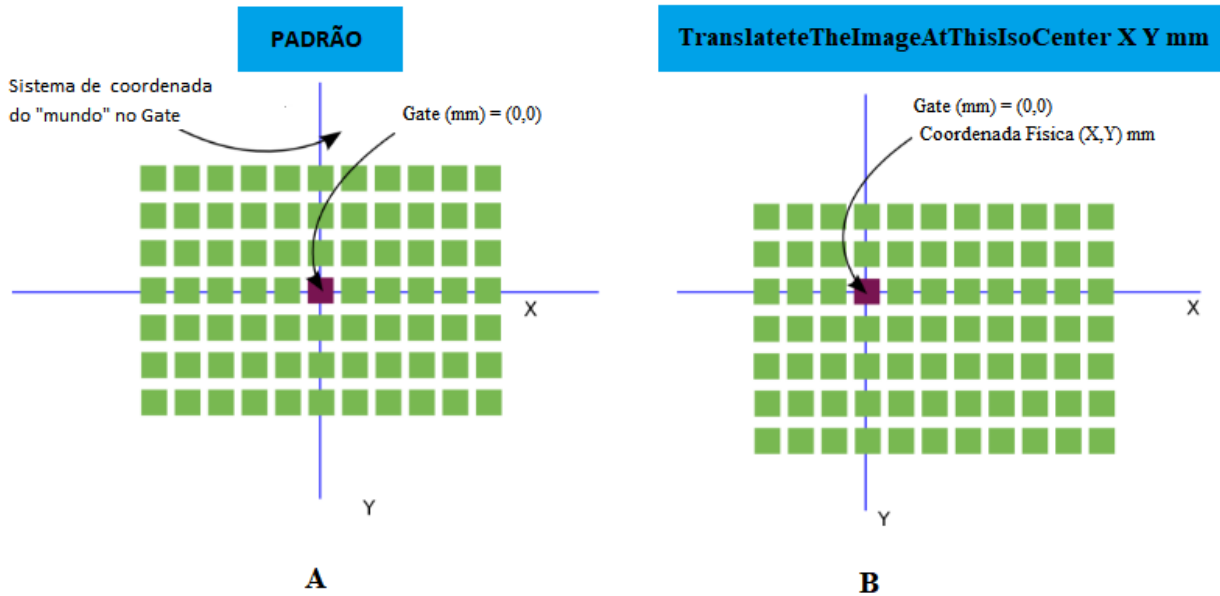 PADRÃO
Sistema de coordenada
do "mundo" no Gate
Gate (mm) = (0,0)
X
Y
A
TranslateteTheImageAtThisIsoCenter X Y mm
Gate (mm) = (0,0)
Coordenada Física (X,Y) mm
X
Y
B